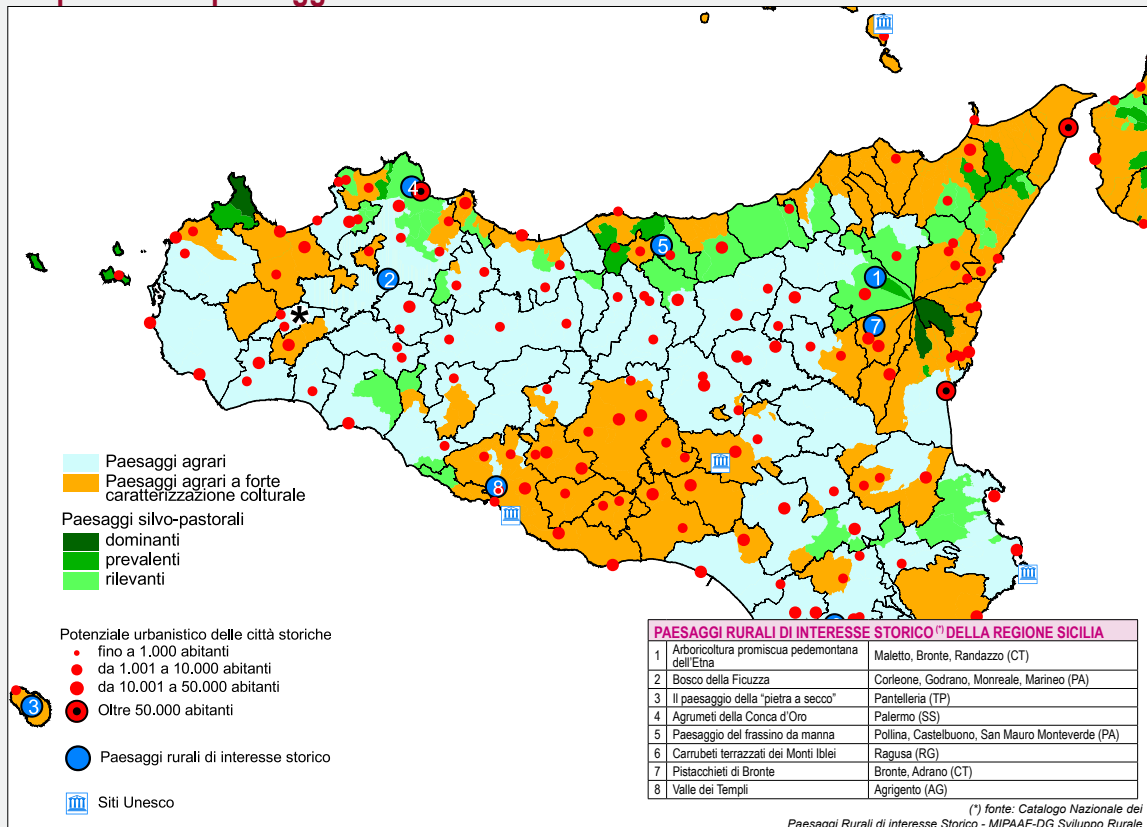 4
5
1
2
*
7
8
3
Paesaggi agrari
Paesaggi agrari a forte
caratterizzazione colturale
Paesaggi silvo-pastorali
dominanti
prevalenti
rilevanti
Potenziale urbanistico delle città storiche
fino a 1,000 abitanti
da 1.001 a 10.000 abitanti
da 10.001 a 50.000 abitanti
Oltre 50.000 abitanti
Paesaggi rurali di interesse storico
Siti Unesco
PAESAGGI RURALI DI INTERESSE STORICO (*) DELLA REGIONE SICILIA
1 Arboricoltura promiscua pedemontana dell'Etna Maletto, Bronte, Randazzo (CT)
2 Bosco della Ficuzza Corleone, Godrano, Monreale, Marineo (PA)
3 Il paesaggio della "pietra a secco" Pantelleria (TP)
4 Agrumeti della Conca d'Oro Palermo (SS)
5 Paesaggio del frassino da manna Pollina, Castelbuono, San Mauro Monteverde (PA)
6 Carrubeti terrazzati dei Monti Iblei Ragusa (RG)
7 Pistacchieti di Bronte Bronte, Adrano (CT)
8 Valle dei Templi Agrigento (AG)
(*) fonte: Catalogo Nazionale dei
Paesaggi Rurali di interesse Storico - MIPAAF-DG Sviluppo Rurale